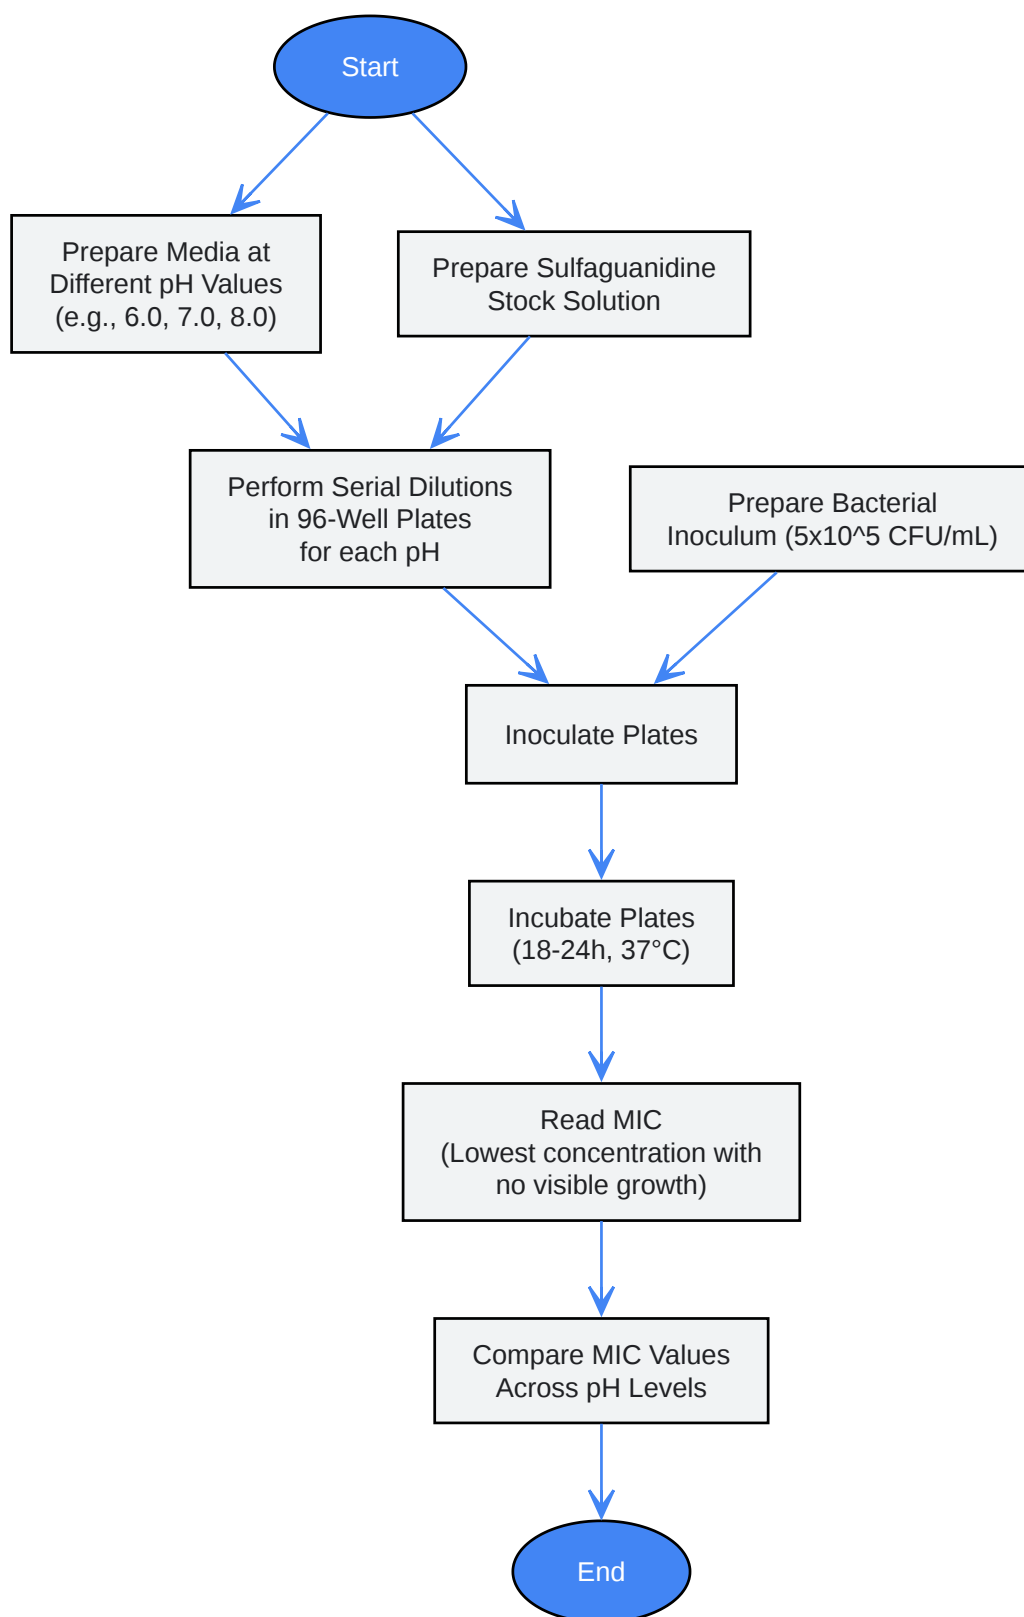 Start
Prepare Media at
Different pH Values
(e.g., 6.0, 7.0, 8.0)
Prepare Sulfaguanidine
Stock Solution
Perform Serial Dilutions
in 96-Well Plates
for each pH
Prepare Bacterial
Inoculum (5x10^5 CFU/mL)
Inoculate Plates
Incubate Plates
(18-24h, 37°C)
Read MIC
(Lowest concentration with
no visible growth)
Compare MIC Values
Across pH Levels
End